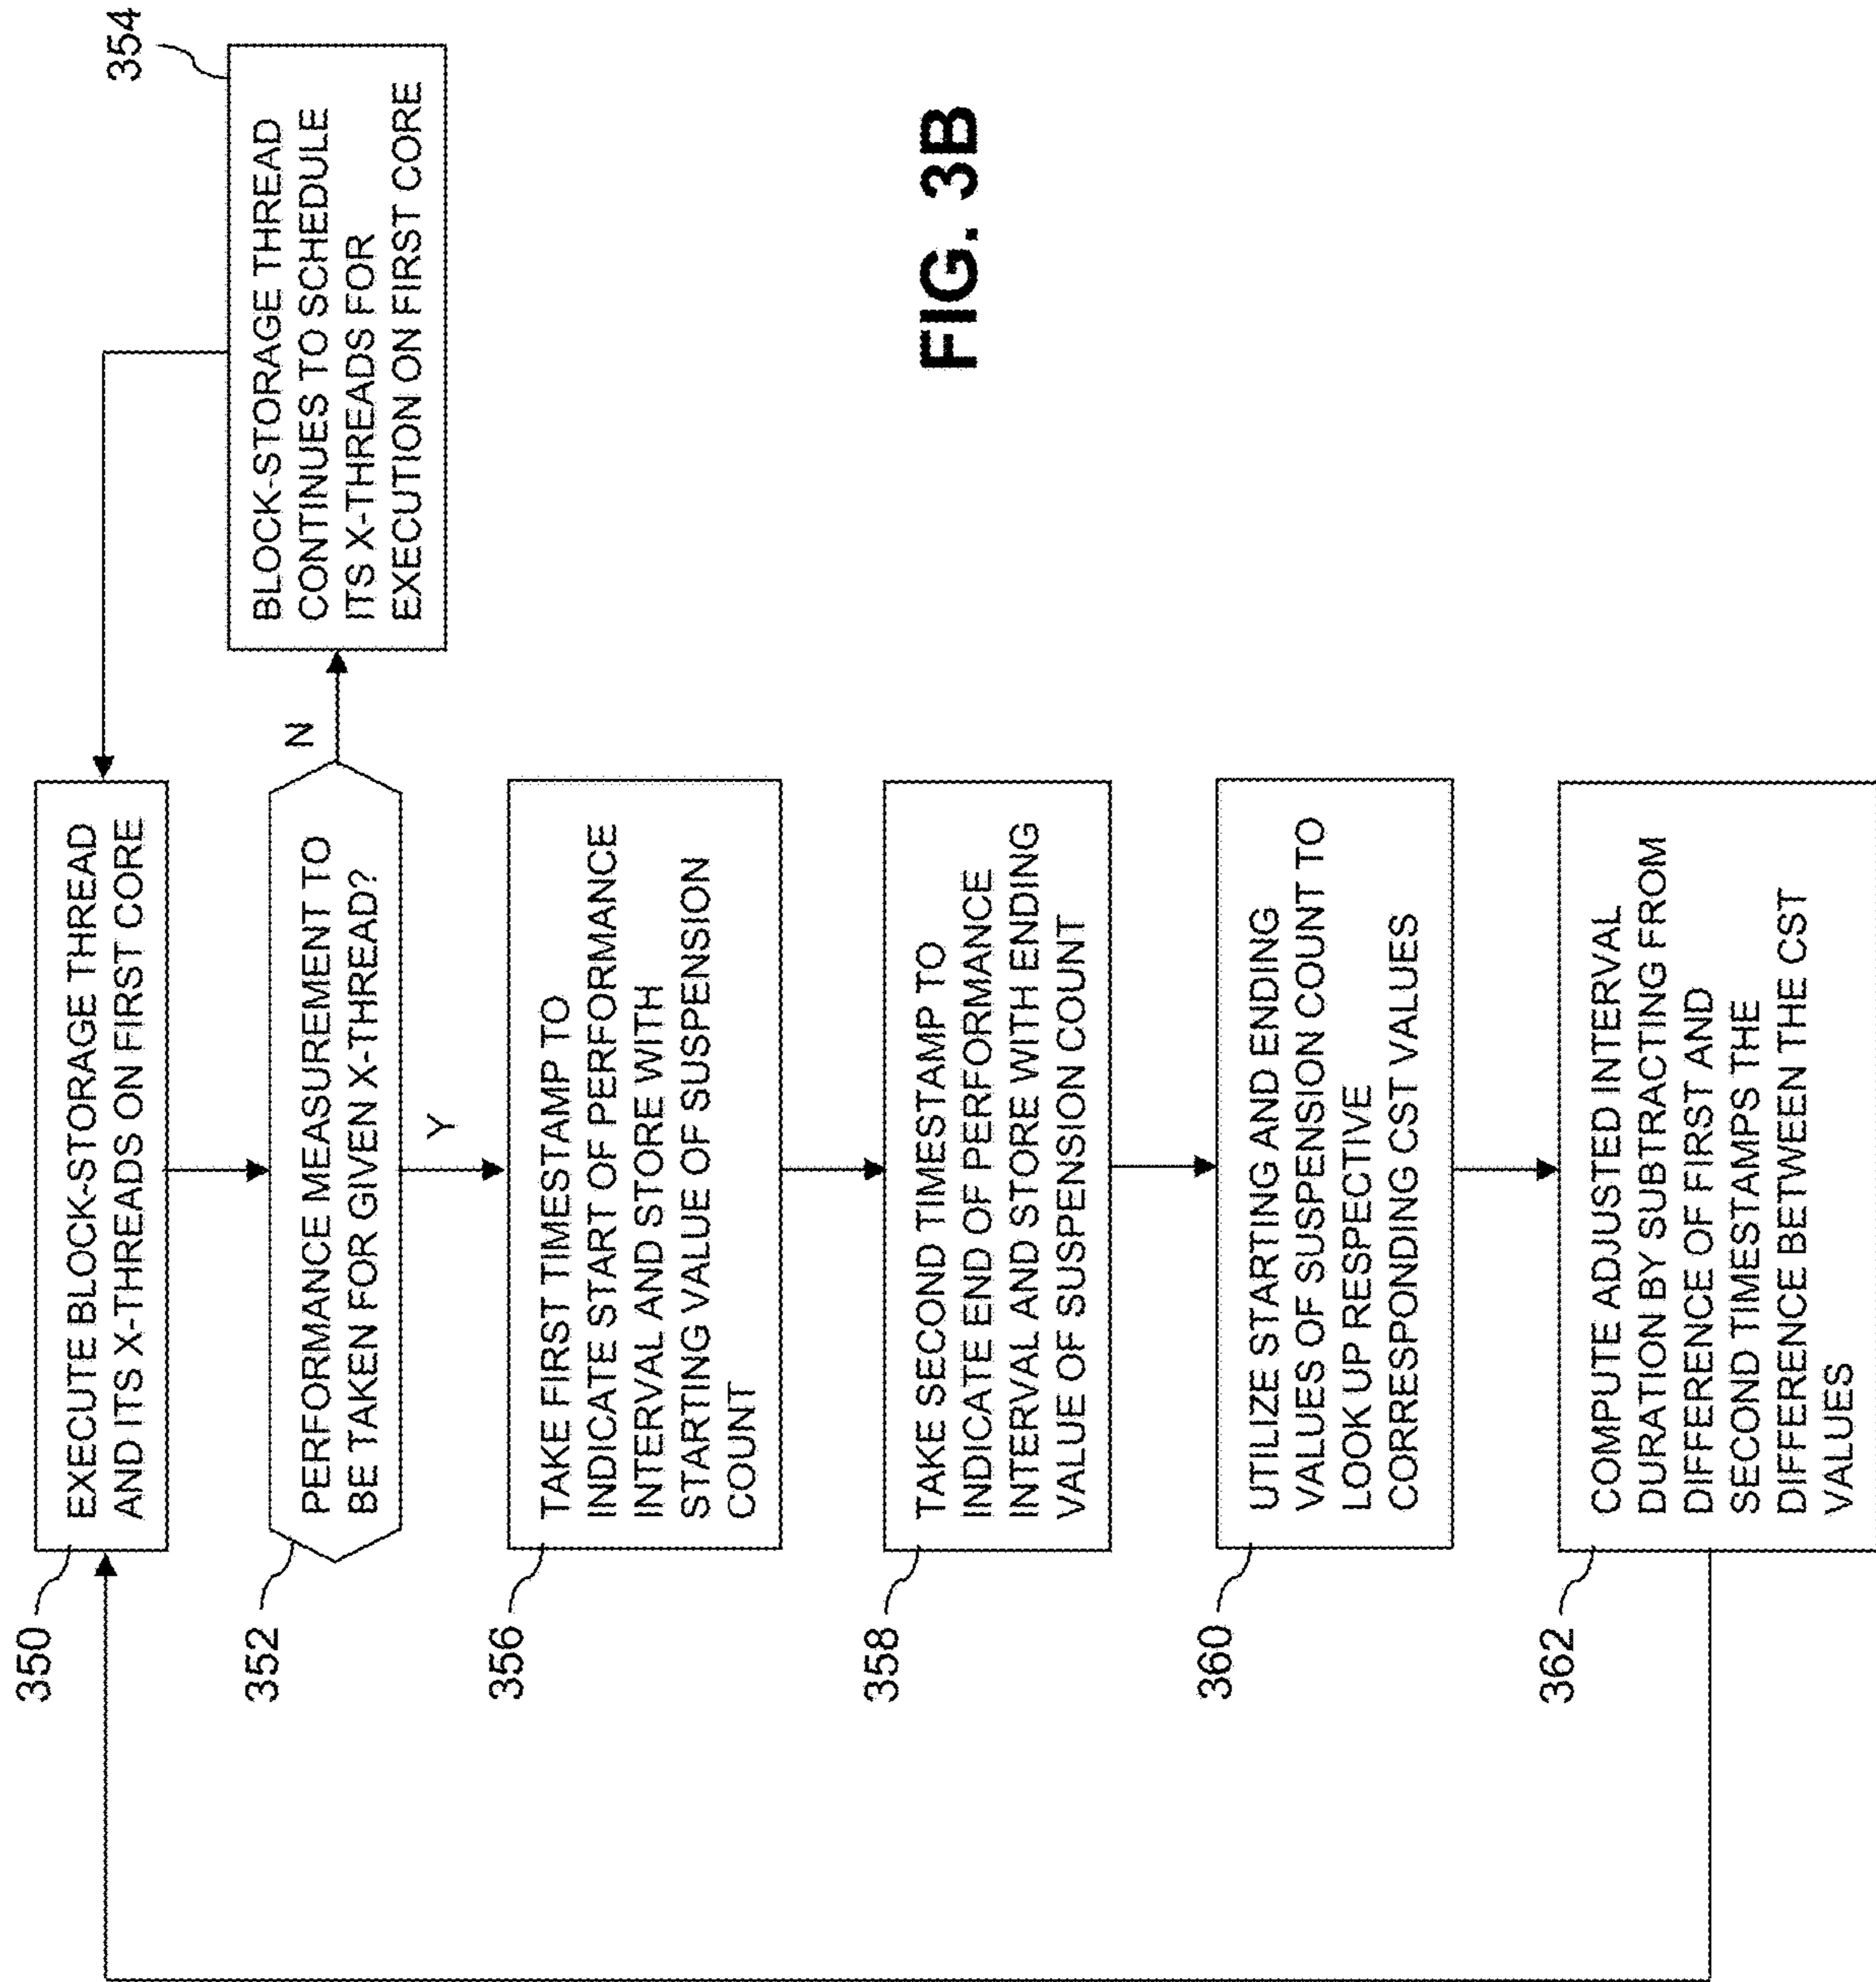 350
EXECUTE BLOCK-STORAGE THREAD
AND ITS X-THREADS ON FIRST CORE
352
PERFORMANCE MEASUREMENT TO
BE TAKEN FOR GIVEN X-THREAD?
N
354
BLOCK-STORAGE THREAD
CONTINUES TO SCHEDULE
ITS X-THREADS FOR
EXECUTION ON FIRST CORE
Y
356
TAKE FIRST TIMESTAMP TO
INDICATE START OF PERFORMANCE
INTERVAL AND STORE WITH
STARTING VALUE OF SUSPENSION
COUNT
358
TAKE SECOND TIMESTAMP TO
INDICATE END OF PERFORMANCE
INTERVAL AND STORE WITH ENDING
VALUE OF SUSPENSION COUNT
360
UTILIZE STARTING AND ENDING
VALUES OF SUSPENSION COUNT TO
LOOK UP RESPECTIVE
CORRESPONDING CST VALUES
362
COMPUTE ADJUSTED INTERVAL
DURATION BY SUBTRACTING FROM
DIFFERENCE OF FIRST AND
SECOND TIMESTAMPS THE
DIFFERENCE BETWEEN THE CST
VALUES
FIG. 3B